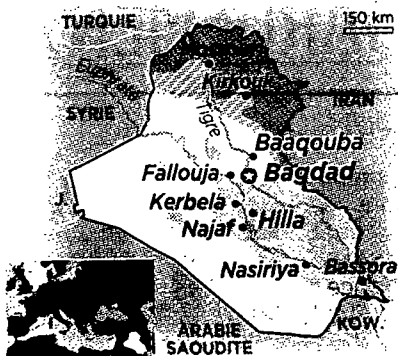 TURQUIE
150 km
Kirkouk
SYRIE
IRAN
Tigre
Baaqouba
Fallouja
Bagdad
J.
Kerbela
Hilla
Najaf
Nasiriya
Bassora
KOW.
ARABIE
SAOUDITE